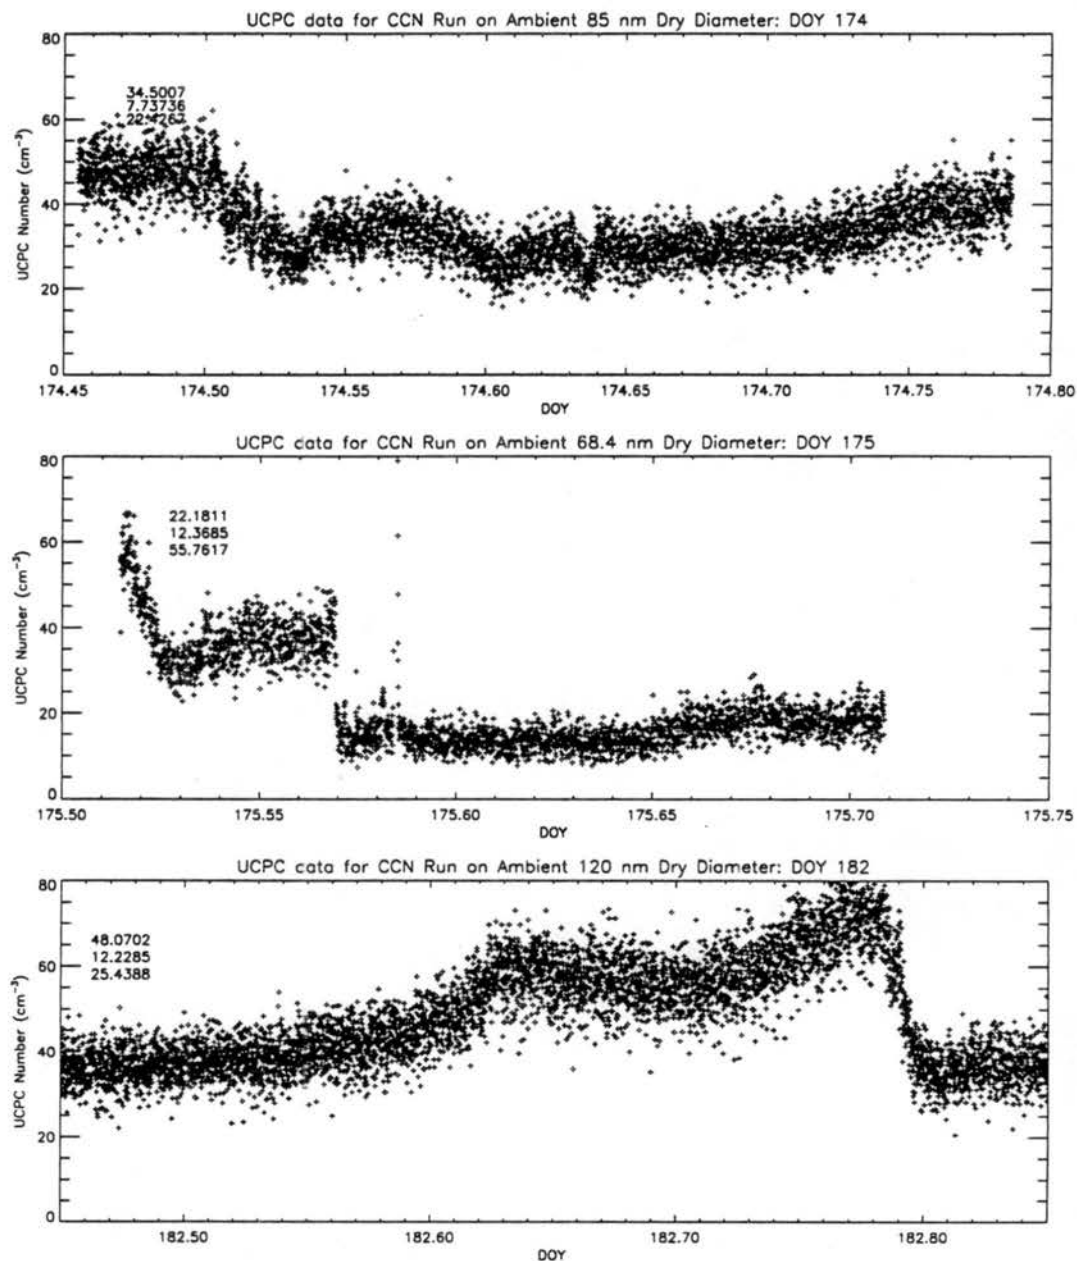 UCPC data for CCN Run on Ambient 85 nm Dry Diameter: DOY 174
80
34.5007
7.73736
22.4267
60
40
20
0
UCPC Number (cm⁻³)
174.45 174.50 174.55 174.60 174.65 174.70 174.75 174.80
DOY
UCPC data for CCN Run on Ambient 68.4 nm Dry Diameter: DOY 175
80
22.1811
12.3685
55.7617
60
40
20
0
UCPC Number (cm⁻³)
175.50 175.55 175.60 175.65 175.70 175.75
DOY
UCPC cata for CCN Run on Ambient 120 nm Dry Diameter: DOY 182
80
48.0702
12.2285
25.4388
60
40
20
0
UCPC Number (cm⁻³)
182.50 182.60 182.70 182.80
DOY